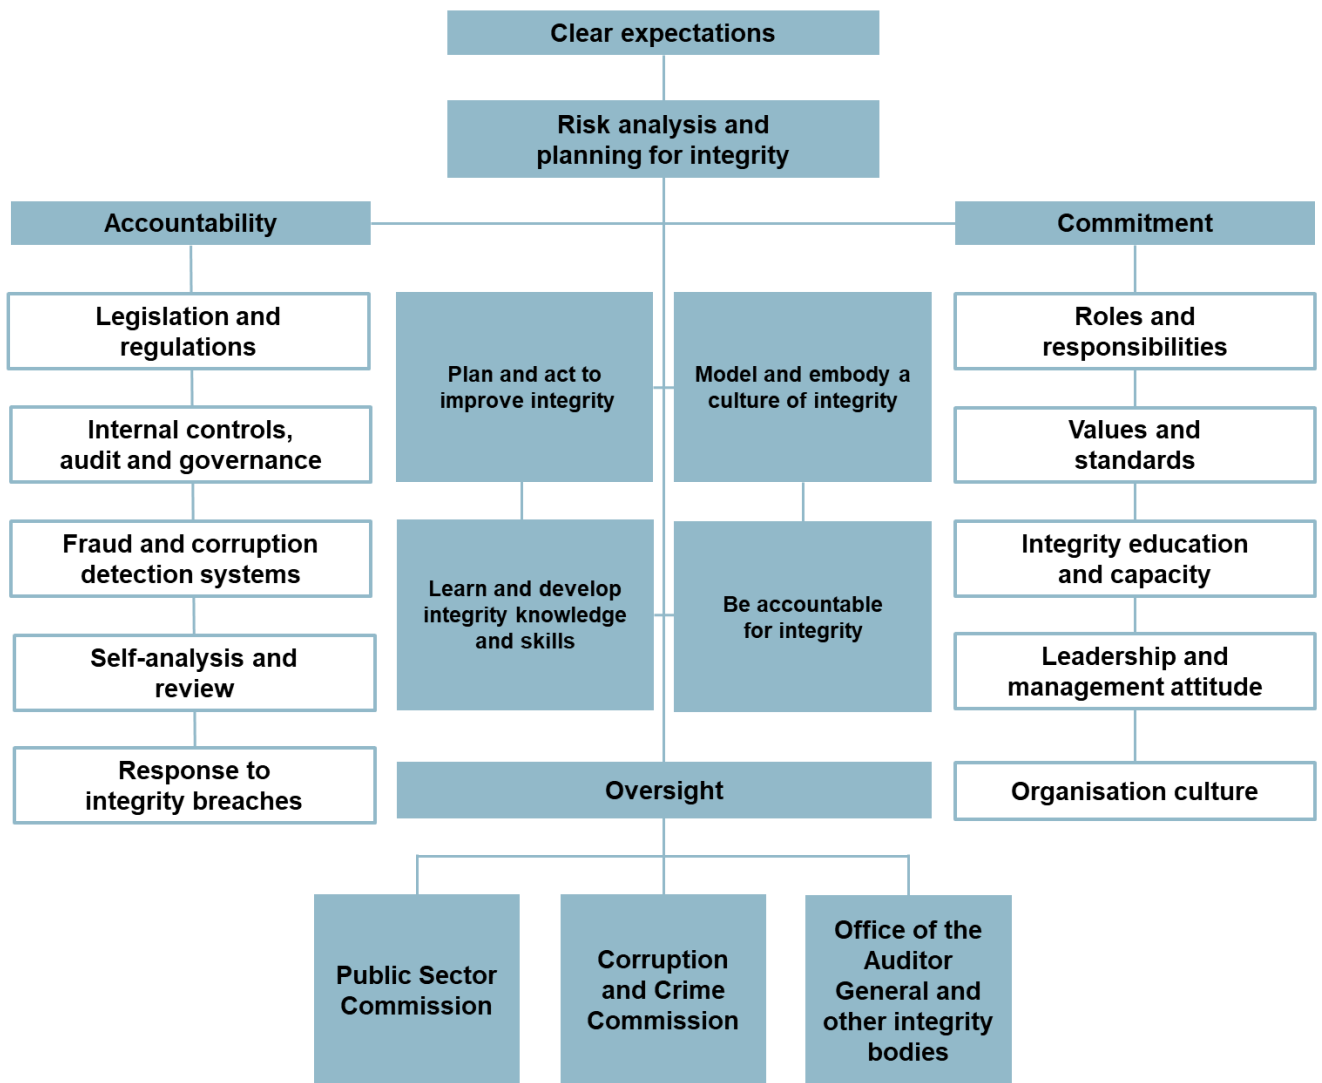 Clear expectations
Risk analysis and
planning for integrity
Accountability
Commitment
Legislation and
regulations
Internal controls,
audit and governance
Fraud and corruption
detection systems
Self-analysis and
review
Response to
integrity breaches
Plan and act to
improve integrity
Model and embody a
culture of integrity
Learn and develop
integrity knowledge
and skills
Be accountable
for integrity
Roles and
responsibilities
Values and
standards
Integrity education
and capacity
Leadership and
management attitude
Organisation culture
Oversight
Public Sector
Commission
Corruption
and Crime
Commission
Office of the
Auditor
General and
other integrity
bodies